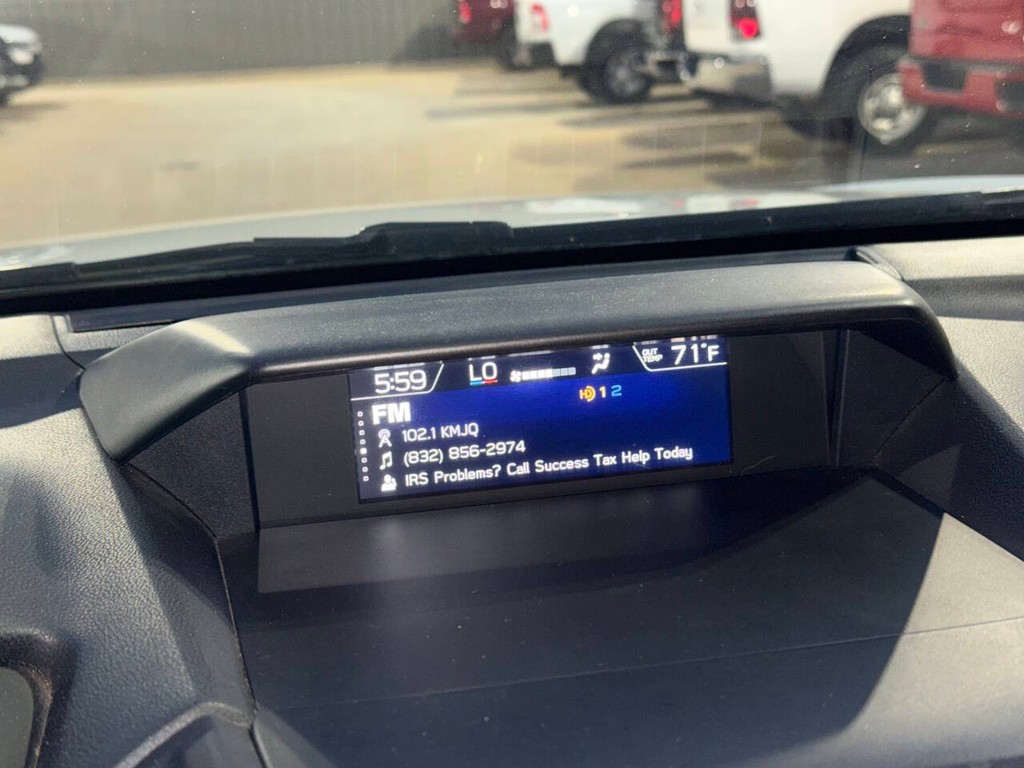 5:59
LO
OUT
TEMP
71°F
HD 1 2
FM
102.1 KMJQ
(832) 856-2974
IRS Problems? Call Success Tax Help Today